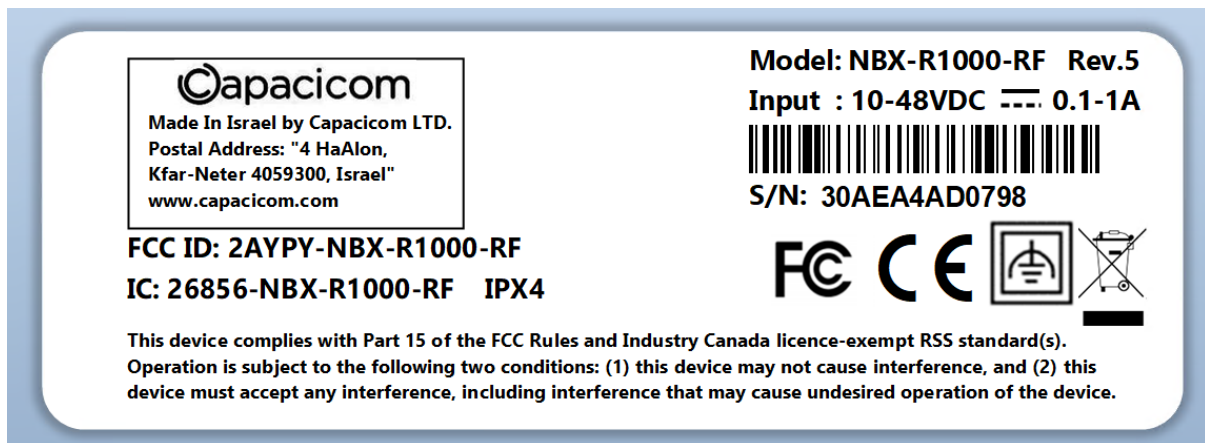 Capacicom
Made In Israel by Capacicom LTD.
Postal Address: "4 HaAlon,
Kfar-Neter 4059300, Israel"
www.capacicom.com
FCC ID: 2AYPY-NBX-R1000-RF
IC: 26856-NBX-R1000-RF IPX4
Model: NBX-R1000-RF Rev.5
Input : 10-48VDC 0.1-1A
S/N: 30AEA4AD0798
FC CE
This device complies with Part 15 of the FCC Rules and Industry Canada licence-exempt RSS standard(s).
Operation is subject to the following two conditions: (1) this device may not cause interference, and (2) this
device must accept any interference, including interference that may cause undesired operation of the device.